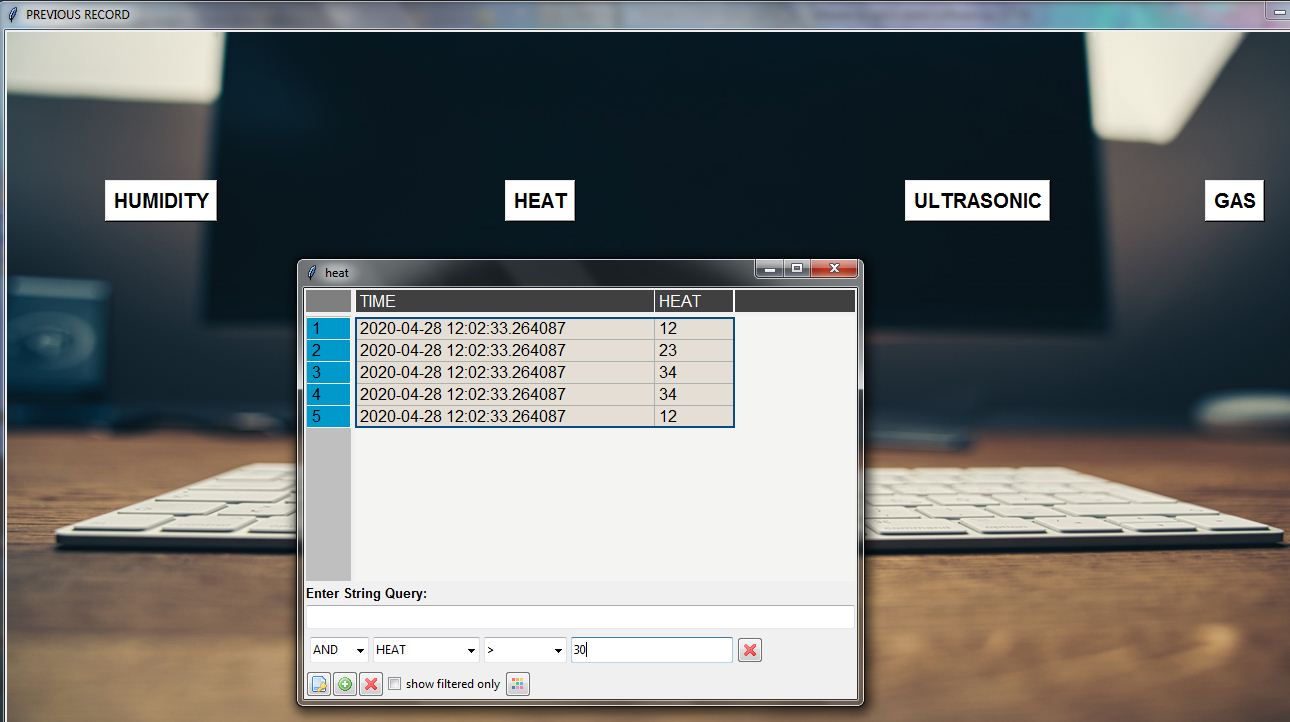 PREVIOUS RECORD
HUMIDITY HEAT ULTRASONIC GAS
heat
TIME HEAT
1 2020-04-28 12:02:33.264087 12
2 2020-04-28 12:02:33.264087 23
3 2020-04-28 12:02:33.264087 34
4 2020-04-28 12:02:33.264087 34
5 2020-04-28 12:02:33.264087 12
Enter String Query:
AND HEAT > 30
show filtered only